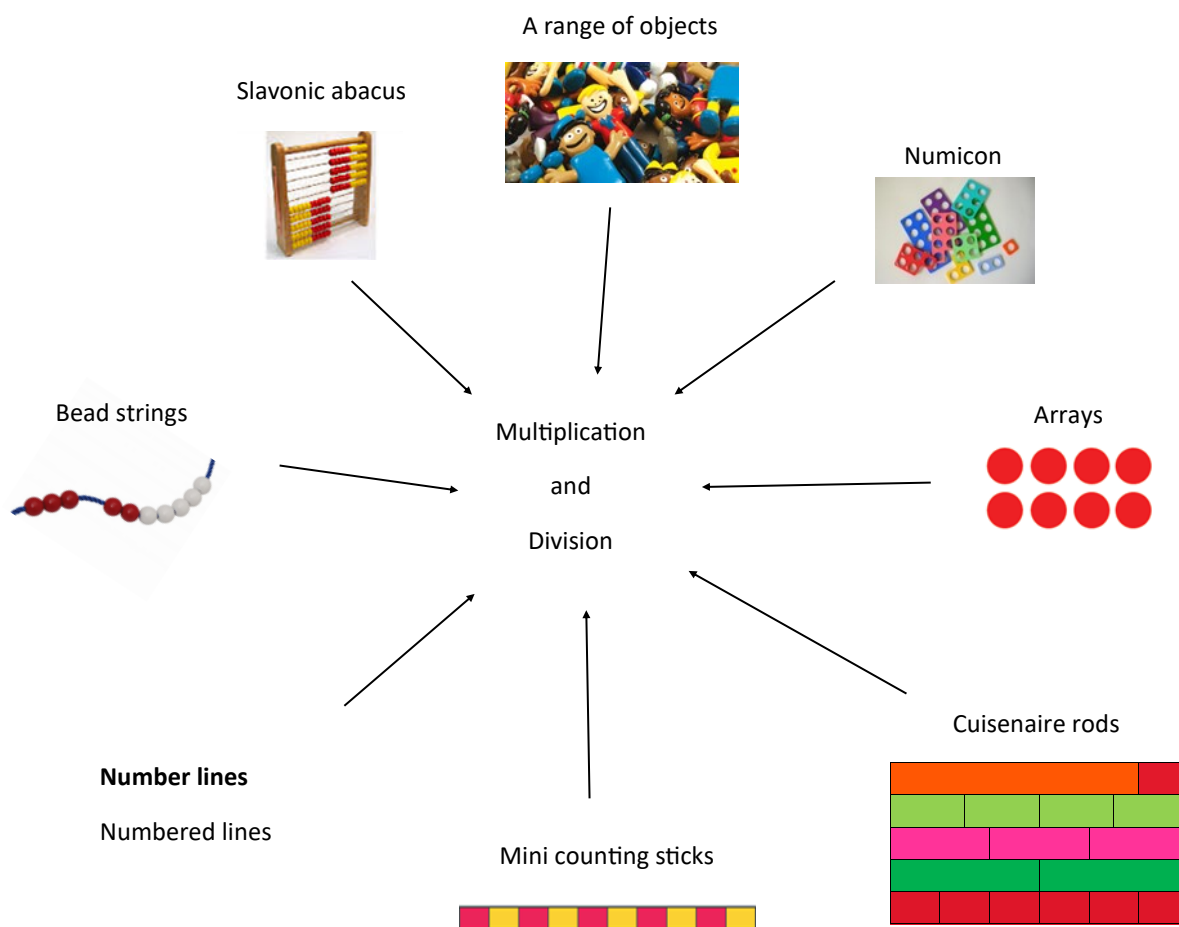 A range of objects
Slavonic abacus
Numicon
Bead strings
Arrays
Multiplication
and
Division
Cuisenaire rods
Number lines
Numbered lines
Mini counting sticks